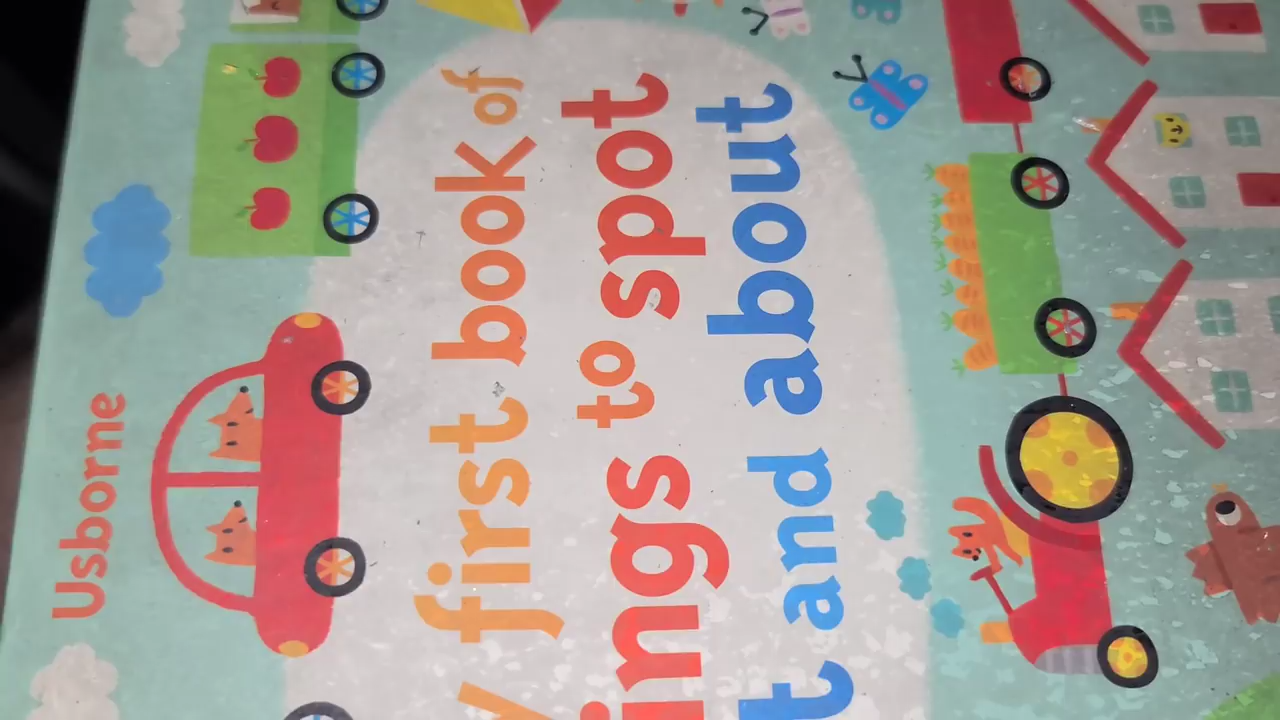 Usborne
y first book of
ings to spot
t and about